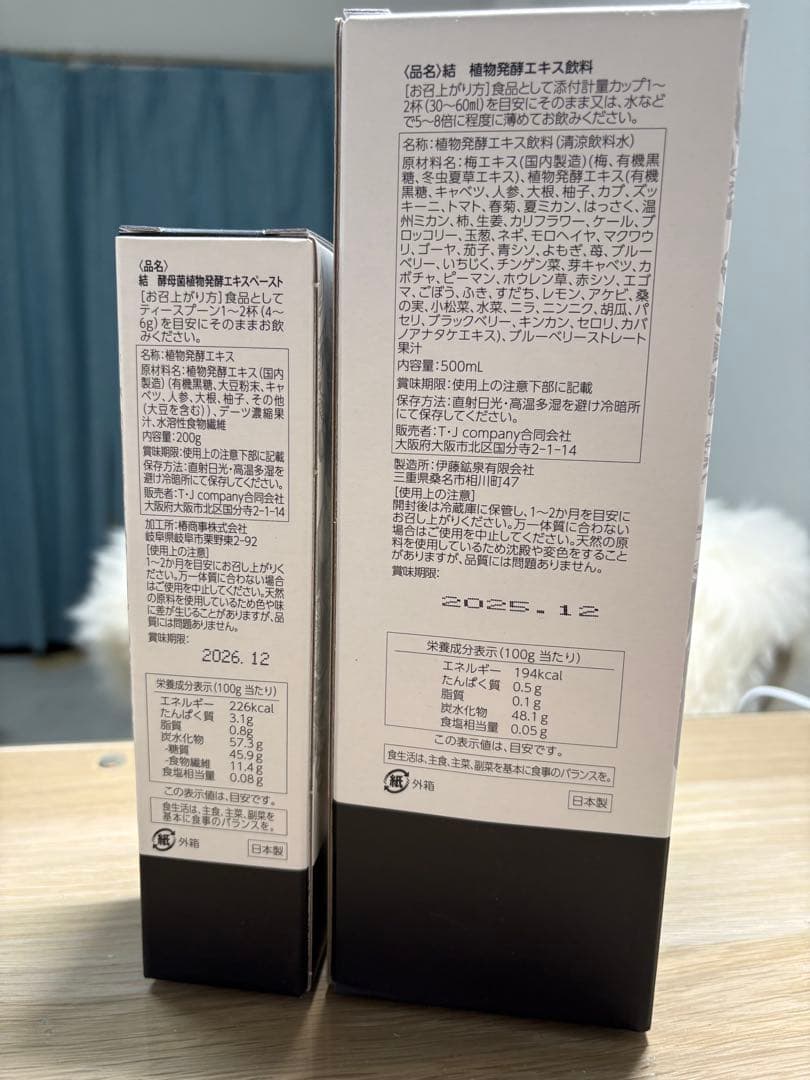 〈品名〉
結　酵母菌植物発酵エキスペースト
[お召上がり方]食品として
ティースプーン1～2杯(4～
6g)を目安にそのままお飲
みください。
名称:植物発酵エキス
原材料名:植物発酵エキス(国内
製造)(有機黒糖、大豆粉末、キャ
ベツ、人参、大根、柚子、その他
(大豆を含む))、デーツ濃縮果
汁、水溶性食物繊維
内容量:200g
賞味期限:使用上の注意下部に記載
保存方法:直射日光・高温多湿を
避け冷暗所にて保存してください。
販売者:T・J company合同会社
大阪府大阪市北区国分寺2-1-14
加工所:椿商事株式会社
岐阜県岐阜市粟野東2-92
[使用上の注意]
1～2か月を目安にお召し上がりく
ださい。万一体質に合わない場合
はご使用を中止してください。天然
の原料を使用しているため色や味
に差が生じることがありますが、品
質には問題ありません。
賞味期限:
2026.12
栄養成分表示(100g当たり)
エネルギー 226kcal
たんぱく質 3.1g
脂質 0.8g
炭水化物 57.3g
-糖質 45.9g
-食物繊維 11.4g
食塩相当量 0.08g
この表示値は、目安です。
食生活は、主食、主菜、副菜を
基本に食事のバランスを。
紙 外箱
日本製
〈品名〉結　植物発酵エキス飲料
[お召上がり方]食品として添付計量カップ1～
2杯(30～60ml)を目安にそのまま又は、水など
で5～8倍に程度に薄めてお飲みください。
名称:植物発酵エキス飲料(清涼飲料水)
原材料名:梅エキス(国内製造)(梅、有機黒
糖、冬虫夏草エキス)、植物発酵エキス(有機
黒糖、キャベツ、人参、大根、柚子、カブ、ズッ
キーニ、トマト、春菊、夏ミカン、はっさく、温
州ミカン、柿、生姜、カリフラワー、ケール、ブ
ロッコリー、玉葱、ネギ、モロヘイヤ、マクワウ
リ、ゴーヤ、茄子、青シソ、よもぎ、苺、ブルー
ベリー、いちじく、チンゲン菜、芽キャベツ、カ
ボチャ、ピーマン、ホウレン草、赤シソ、エゴ
マ、ごぼう、ふき、すだち、レモン、アケビ、桑
の実、小松菜、水菜、ニラ、ニンニク、胡瓜、パ
セリ、ブラックベリー、キンカン、セロリ、カバ
ノアナタケエキス)、ブルーベリーストレート
果汁
内容量:500mL
賞味期限:使用上の注意下部に記載
保存方法:直射日光・高温多湿を避け冷暗所
にて保存してください。
販売者:T・J company合同会社
大阪府大阪市北区国分寺2-1-14
製造所:伊藤鉱泉有限会社
三重県桑名市相川町47
[使用上の注意]
開封後は冷蔵庫に保管し、1～2か月を目安に
お召し上がりください。万一体質に合わない
場合はご使用を中止してください。天然の原
料を使用しているため沈殿や変色をすること
がありますが、品質には問題ありません。
賞味期限:
2025.12
栄養成分表示(100g当たり)
エネルギー 194kcal
たんぱく質 0.5g
脂質 0.1g
炭水化物 48.1g
食塩相当量 0.05g
この表示値は、目安です。
食生活は、主食、主菜、副菜を基本に食事のバランスを。
紙 外箱
日本製